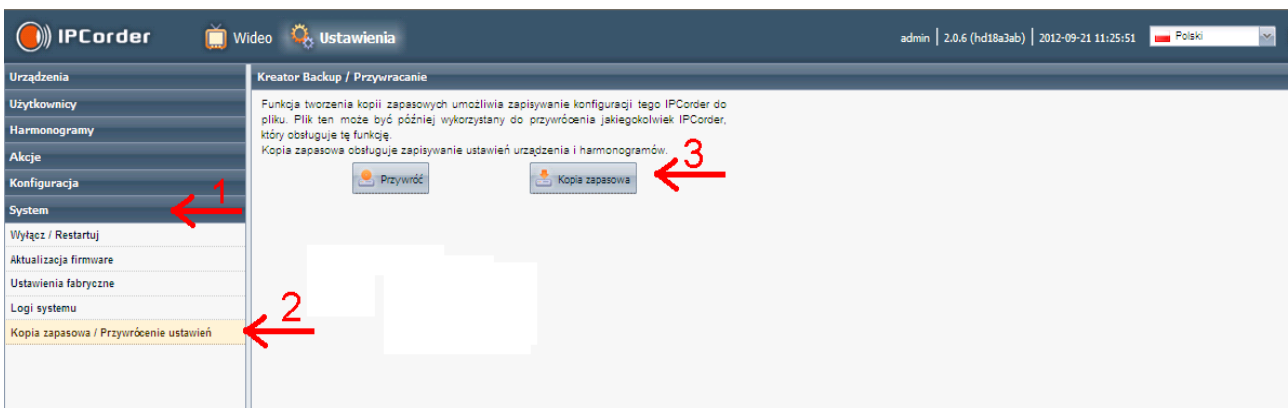 IPCorder Wideo Ustawienia admin | 2.0.6 (hd18a3ab) | 2012-09-21 11:25:51 Polski
Urządzenia
Użytkownicy
Harmonogramy
Akcje
Konfiguracja
1
System
Wyłącz / Restartuj
Aktualizacja firmware
Ustawienia fabryczne
Logi systemu
2
Kopia zapasowa / Przywrócenie ustawień
Kreator Backup / Przywracanie
Funkcja tworzenia kopii zapasowych umożliwia zapisywanie konfiguracji tego IPCorder do
pliku. Plik ten może być później wykorzystany do przywrócenia jakiegokolwiek IPCorder,
który obsługuje tę funkcję.
Kopia zapasowa obsługuje zapisywanie ustawień urządzenia i harmonogramów.
3
Przywróć Kopia zapasowa